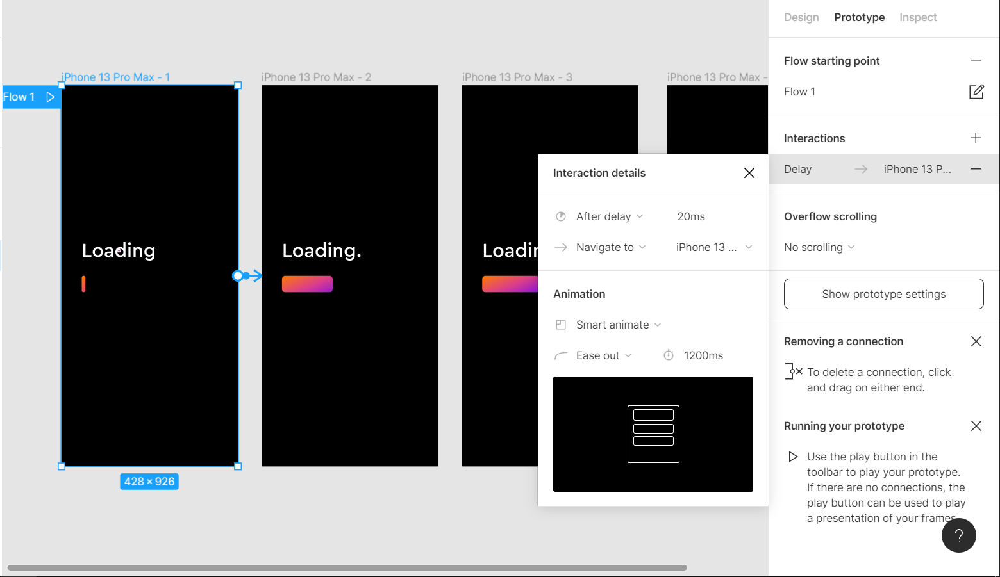 Design Prototype Inspect
Flow starting point
Flow 1
Interactions
Delay iPhone 13 P...
Overflow scrolling
No scrolling
Show prototype settings
Removing a connection
To delete a connection, click
and drag on either end.
Running your prototype
Use the play button in the
toolbar to play your prototype.
If there are no connections, the
play button can be used to play
a presentation of your frames
?
iPhone 13 Pro Max - 1
iPhone 13 Pro Max - 2
iPhone 13 Pro Max - 3
iPhone 13 Pro Max -
Flow 1
Loading
Loading.
Loadin
428 × 926
Interaction details
After delay 20ms
Navigate to iPhone 13 ...
Animation
Smart animate
Ease out 1200ms